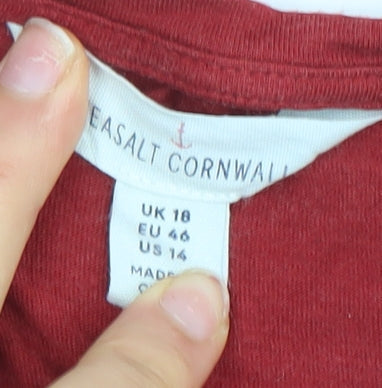 EASALT CORNWALL
UK 18
EU 46
US 14
MADE